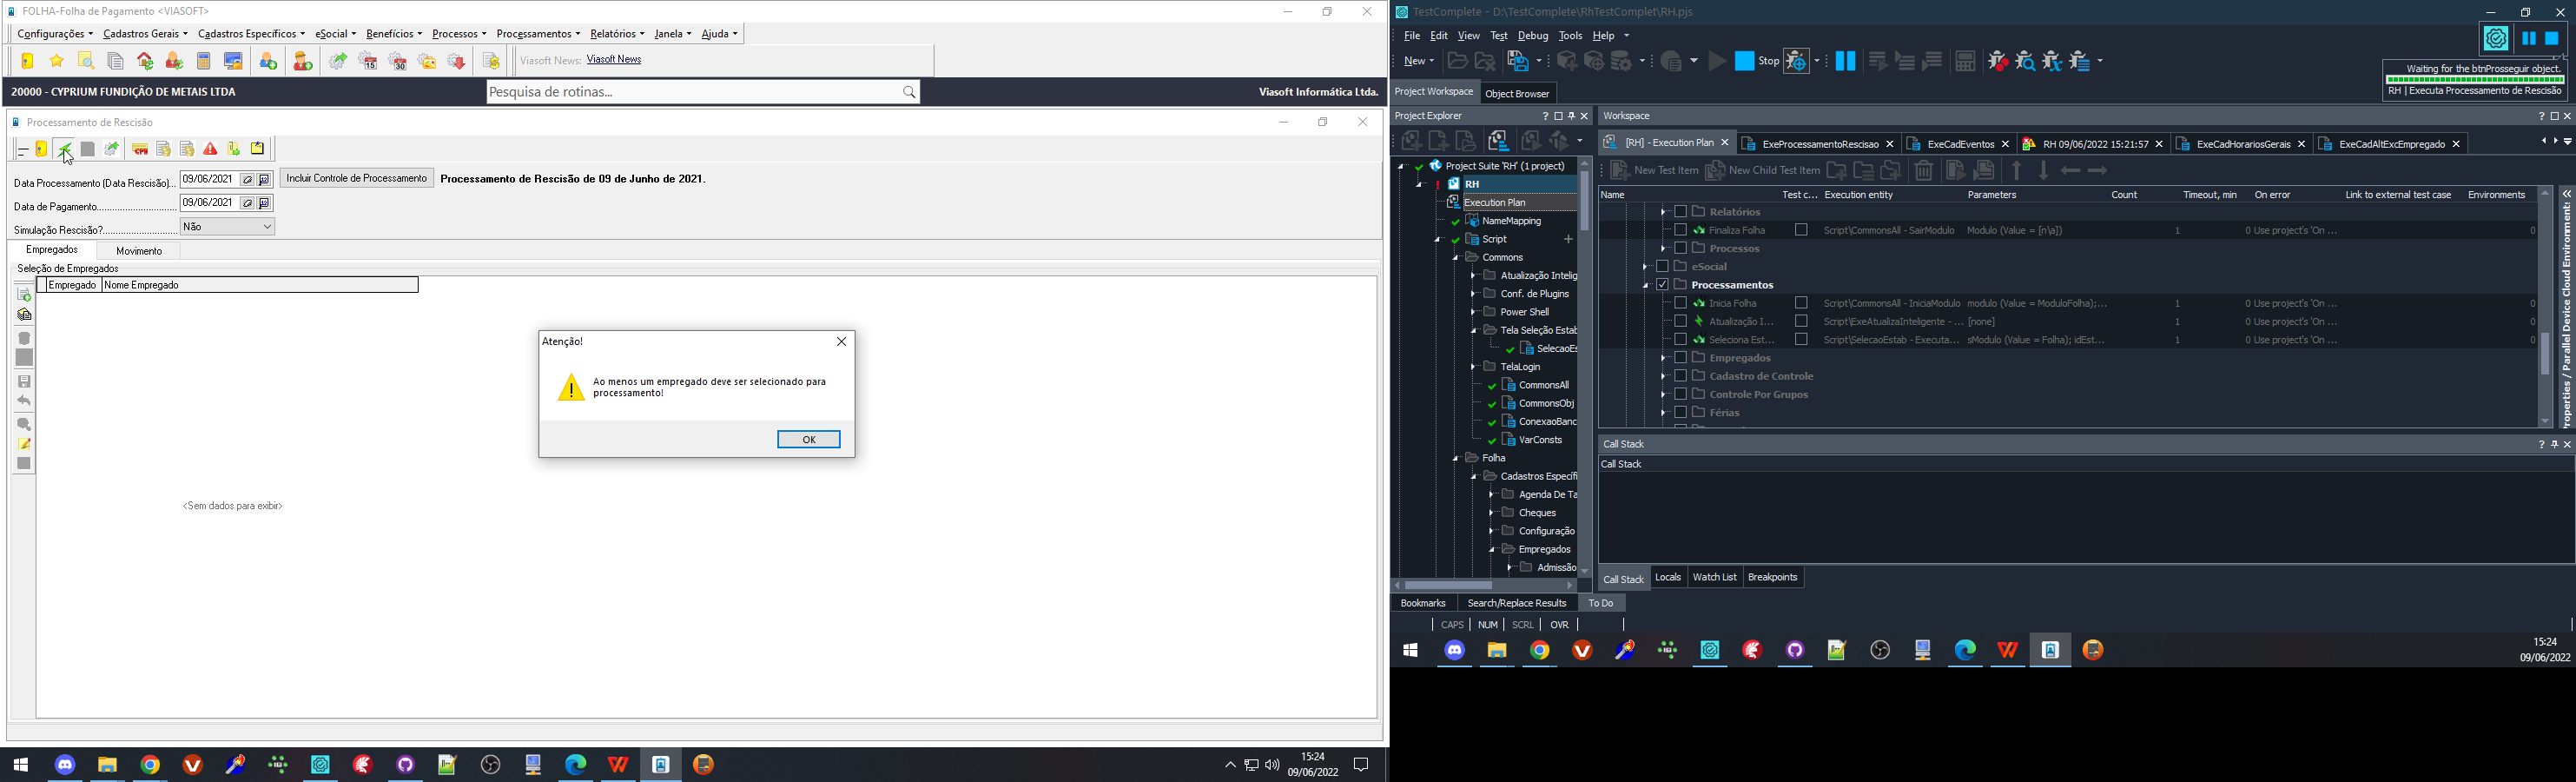 FOLHA-Folha de Pagamento <VIASOFT>
Configurações Cadastros Gerais Cadastros Específicos eSocial Benefícios Processos Processamentos Relatórios Janela Ajuda
Viasoft News: Viasoft News
20000 - CYPRIUM FUNDIÇÃO DE METAIS LTDA
Pesquisa de rotinas...
Viasoft Informática Ltda.
Processamento de Rescisão
Data Processamento (Data Rescisão)... 09/06/2021 Incluir Controle de Processamento Processamento de Rescisão de 09 de Junho de 2021.
Data de Pagamento............................. 09/06/2021
Simulação Rescisão?........................... Não
Empregados Movimento
Seleção de Empregados
Empregado Nome Empregado
Atenção!
Ao menos um empregado deve ser selecionado para
processamento!
OK
<Sem dados para exibir>
15:24
09/06/2022
TestComplete - D:\TestComplete\RhTestComplet\RH.pjs
File Edit View Test Debug Tools Help
New Stop
Waiting for the btnProsseguir object.
RH | Executa Processamento de Rescisão
Project Workspace Object Browser
Project Explorer
Project Suite 'RH' (1 project)
RH
Execution Plan
NameMapping
Script
Commons
Atualização Intelig
Conf. de Plugins
Power Shell
Tela Seleção Estab
SelecaoEs
TelaLogin
CommonsAll
CommonsObj
ConexaoBanc
VarConsts
Folha
Cadastros Específi
Agenda De Ta
Cheques
Configuração
Empregados
Admissão
Workspace
[RH] - Execution Plan ExeProcessamentoRescisao ExeCadEventos RH 09/06/2022 15:21:57 ExeCadHorariosGerais ExeCadAltExcEmpregado
New Test Item New Child Test Item
Name Test c... Execution entity Parameters Count Timeout, min On error Link to external test case Environments
Relatórios
Finaliza Folha Script\CommonsAll - SairModulo Modulo (Value = [n\a]) 1 0 Use project's 'On ... 0
Processos
eSocial
Processamentos
Inicia Folha Script\CommonsAll - IniciaModulo modulo (Value = ModuloFolha);... 1 0 Use project's 'On ... 0
Atualização I... Script\ExeAtualizaInteligente - ... [none] 1 0 Use project's 'On ... 0
Seleciona Est... Script\SelecaoEstab - Executa... sModulo (Value = Folha); idEst... 1 0 Use project's 'On ... 0
Empregados
Cadastro de Controle
Controle Por Grupos
Férias
Properties / Parallel Device Cloud Environment:
Call Stack
Call Stack
Call Stack Locals Watch List Breakpoints
Bookmarks Search/Replace Results To Do
CAPS NUM SCRL OVR
15:24
09/06/2022